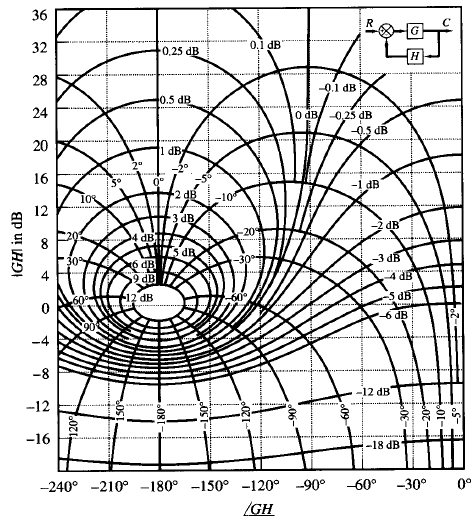 36
32
28
24
20
16
12
8
4
0
−4
−8
−12
−16
|GH| in dB
R
G
C
H
0,25 dB
0.1 dB
0.5 dB
−0.1 dB
−0,25 dB
0 dB
−0.5 dB
1 dB
2°
−2°
5°
0°
−5°
−1 dB
10°
2 dB
−10°
3 dB
−2 dB
20°
4 dB
5 dB
−20°
−3 dB
30°
6 dB
−30°
−4 dB
9 dB
−5 dB
60°
12 dB
−60°
−6 dB
−2°
90°
−12 dB
120°
−150°
−180°
−150°
−120°
−90°
−60°
−30°
−20°
−10°
−5°
−18 dB
−240°
−210°
−180°
−150°
−120°
−90°
−60°
−30°
0°
/GH